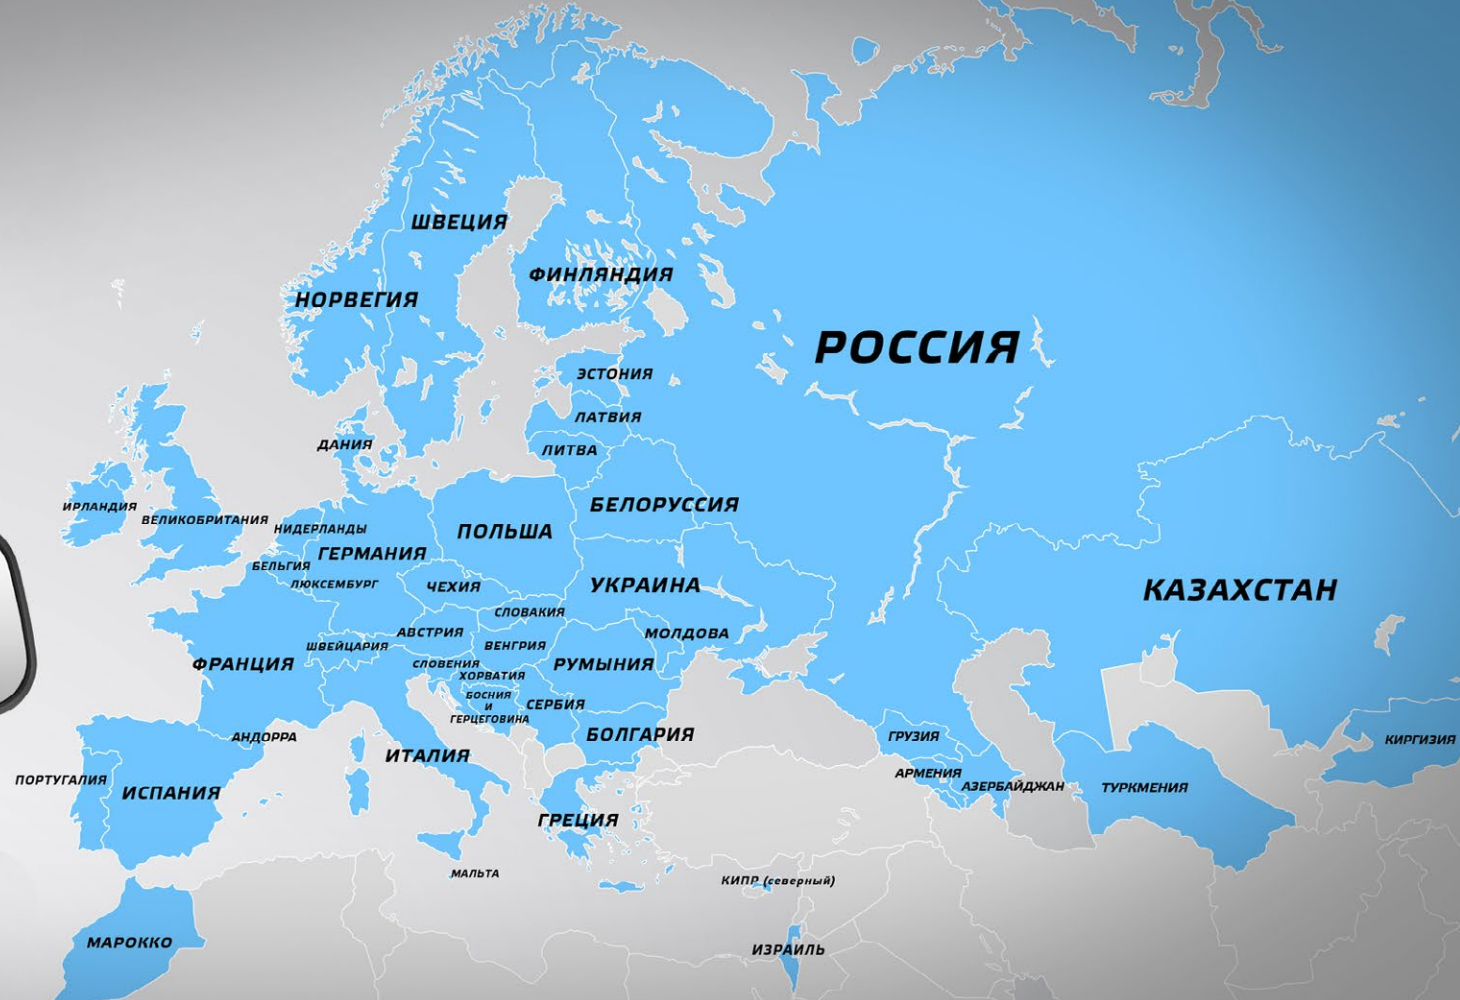 ШВЕЦИЯ
ФИНЛЯНДИЯ
НОРВЕГИЯ
РОССИЯ
ЭСТОНИЯ
ЛАТВИЯ
ДАНИЯ
ЛИТВА
ИРЛАНДИЯ
ВЕЛИКОБРИТАНИЯ
НИДЕРЛАНДЫ
БЕЛОРУССИЯ
ПОЛЬША
ГЕРМАНИЯ
БЕЛЬГИЯ
ЛЮКСЕМБУРГ
ЧЕХИЯ
УКРАИНА
КАЗАХСТАН
СЛОВАКИЯ
АВСТРИЯ
МОЛДОВА
ШВЕЙЦАРИЯ
ВЕНГРИЯ
ФРАНЦИЯ
СЛОВЕНИЯ
РУМЫНИЯ
ХОРВАТИЯ
БОСНИЯ
И
ГЕРЦЕГОВИНА
СЕРБИЯ
АНДОРРА
БОЛГАРИЯ
ГРУЗИЯ
КИРГИЗИЯ
ИТАЛИЯ
ПОРТУГАЛИЯ
ИСПАНИЯ
АРМЕНИЯ
АЗЕРБАЙДЖАН
ТУРКМЕНИЯ
ГРЕЦИЯ
МАЛЬТА
КИПР (северный)
МАРОККО
ИЗРАИЛЬ